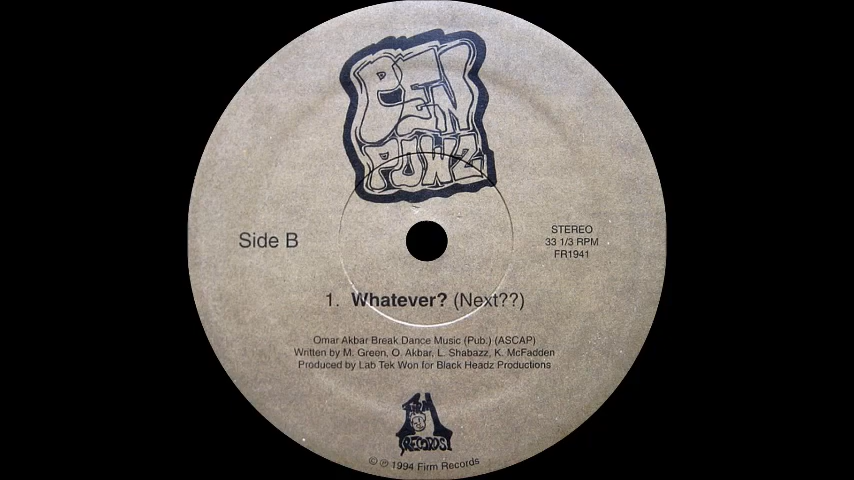 PEN
POWZ
Side B
STEREO
33 1/3 RPM
FR1941
1. Whatever? (Next??)
Omar Akbar Break Dance Music (Pub.) (ASCAP)
Written by M. Green, O. Akbar, L. Shabazz, K. McFadden
Produced by Lab Tek Won for Black Headz Productions
FIRM
RECORDS
© ℗ 1994 Firm Records